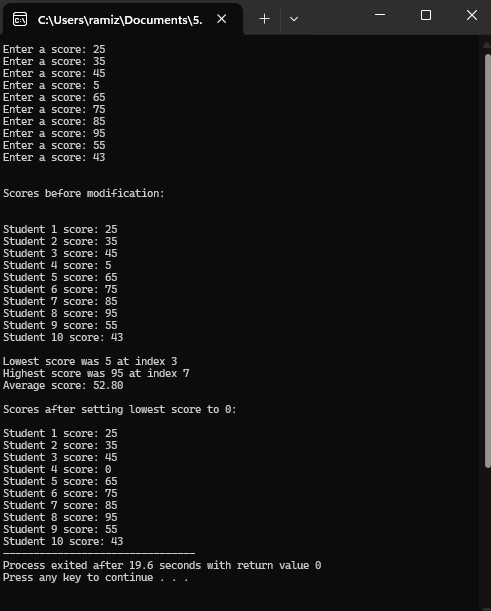 C:\Users\ramiz\Documents\5.
Enter a score: 25
Enter a score: 35
Enter a score: 45
Enter a score: 5
Enter a score: 65
Enter a score: 75
Enter a score: 85
Enter a score: 95
Enter a score: 55
Enter a score: 43
Scores before modification:
Student 1 score: 25
Student 2 score: 35
Student 3 score: 45
Student 4 score: 5
Student 5 score: 65
Student 6 score: 75
Student 7 score: 85
Student 8 score: 95
Student 9 score: 55
Student 10 score: 43
Lowest score was 5 at index 3
Highest score was 95 at index 7
Average score: 52.80
Scores after setting lowest score to 0:
Student 1 score: 25
Student 2 score: 35
Student 3 score: 45
Student 4 score: 0
Student 5 score: 65
Student 6 score: 75
Student 7 score: 85
Student 8 score: 95
Student 9 score: 55
Student 10 score: 43
--------------------------------
Process exited after 19.6 seconds with return value 0
Press any key to continue . . .